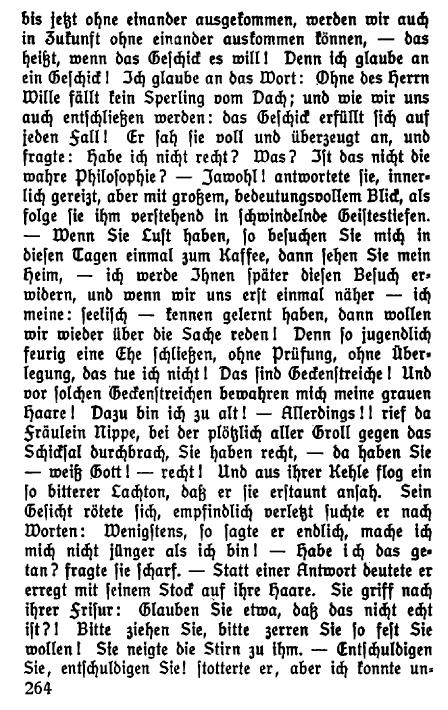 bis jetzt ohne einander ausgekommen, werden wir auch
in Zukunft ohne einander auskommen können, — das
heißt, wenn das Geschick es will! Denn ich glaube an
ein Geschick! Ich glaube an das Wort: Ohne des Herrn
Wille fällt kein Sperling vom Dach; und wie wir uns
auch entschließen werden: das Geschick erfüllt sich auf
jeden Fall! Er sah sie voll und überzeugt an, und
fragte: Habe ich nicht recht? Was? Ist das nicht die
wahre Philosophie? — Jawohl! antwortete sie, inner-
lich gereizt, aber mit großem, bedeutungsvollem Blick, als
folge sie ihm verstehend in schwindelnde Geistestiefen.
— Wenn Sie Lust haben, so besuchen Sie mich in
diesen Tagen einmal zum Kaffee, dann sehen Sie mein
Heim, — ich werde Ihnen später diesen Besuch er-
widern, und wenn wir uns erst einmal näher — ich
meine: seelisch — kennen gelernt haben, dann wollen
wir wieder über die Sache reden! Denn so jugendlich
feurig eine Ehe schließen, ohne Prüfung, ohne Über-
legung, das tue ich nicht! Das sind Geckenstreiche! Und
vor solchen Geckenstreichen bewahren mich meine grauen
Haare! Dazu bin ich zu alt! — Allerdings!! rief da
Fräulein Nippe, bei der plötzlich aller Groll gegen das
Schicksal durchbrach, Sie haben recht, — da haben Sie
— weiß Gott! — recht! Und aus ihrer Kehle flog ein
so bitterer Lachton, daß er sie erstaunt ansah. Sein
Gesicht rötete sich, empfindlich verletzt suchte er nach
Worten: Wenigstens, so sagte er endlich, mache ich
mich nicht jünger als ich bin! — Habe ich das ge-
tan? fragte sie scharf. — Statt einer Antwort deutete er
erregt mit seinem Stock auf ihre Haare. Sie griff nach
ihrer Frisur: Glauben Sie etwa, daß das nicht echt
ist?! Bitte ziehen Sie, bitte zerren Sie so fest Sie
wollen! Sie neigte die Stirn zu ihm. — Entschuldigen
Sie, entschuldigen Sie! stotterte er, aber ich konnte un-
264